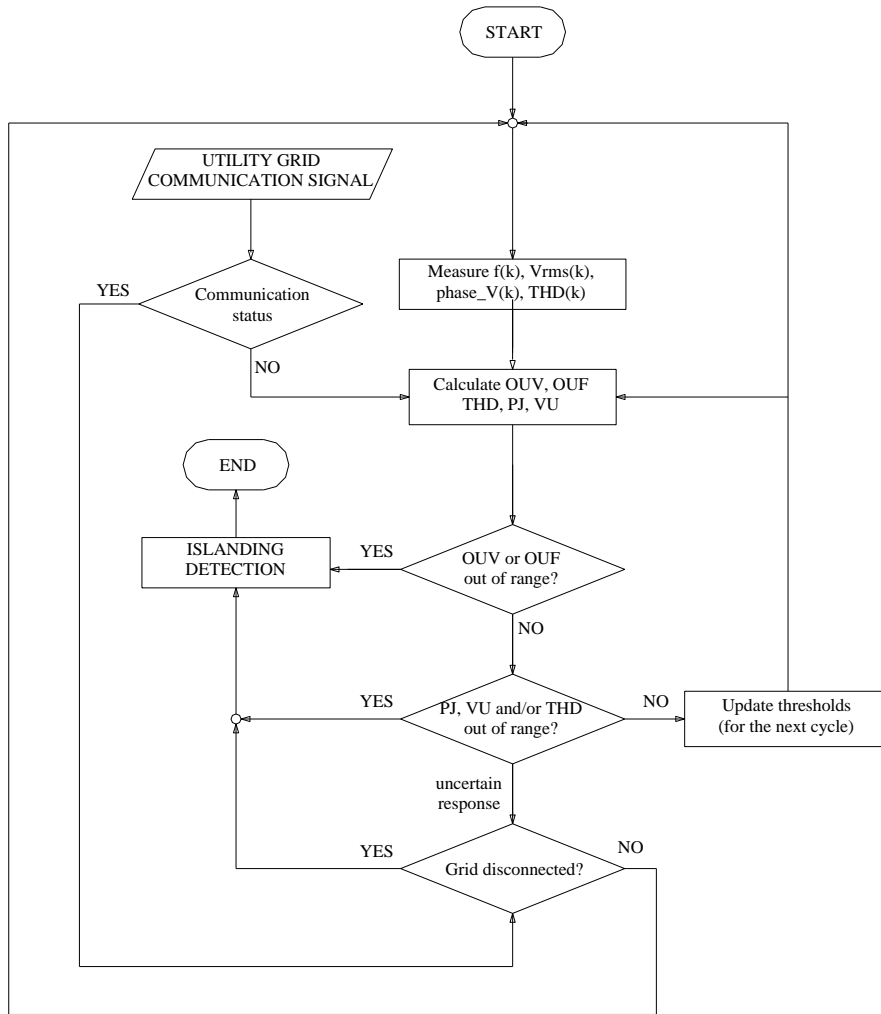 START
UTILITY GRID
COMMUNICATION SIGNAL
Measure f(k), Vrms(k),
phase_V(k), THD(k)
YES
Communication
status
NO
Calculate OUV, OUF
THD, PJ, VU
END
ISLANDING
DETECTION
YES
OUV or OUF
out of range?
NO
YES
PJ, VU and/or THD
out of range?
NO
Update thresholds
(for the next cycle)
uncertain
response
YES
Grid disconnected?
NO